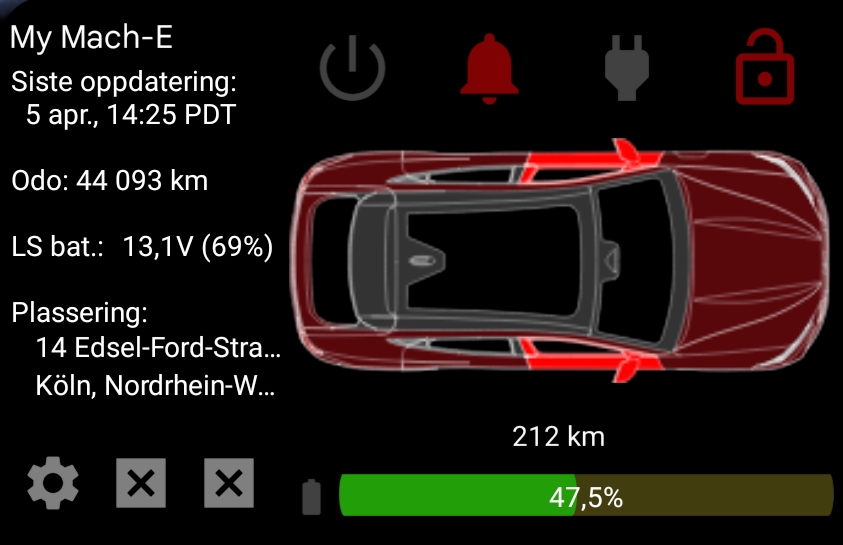 My Mach-E
Siste oppdatering:
5 apr., 14:25 PDT
Odo: 44 093 km
LS bat.: 13,1V (69%)
Plassering:
14 Edsel-Ford-Stra...
Köln, Nordrhein-W...
212 km
47,5%